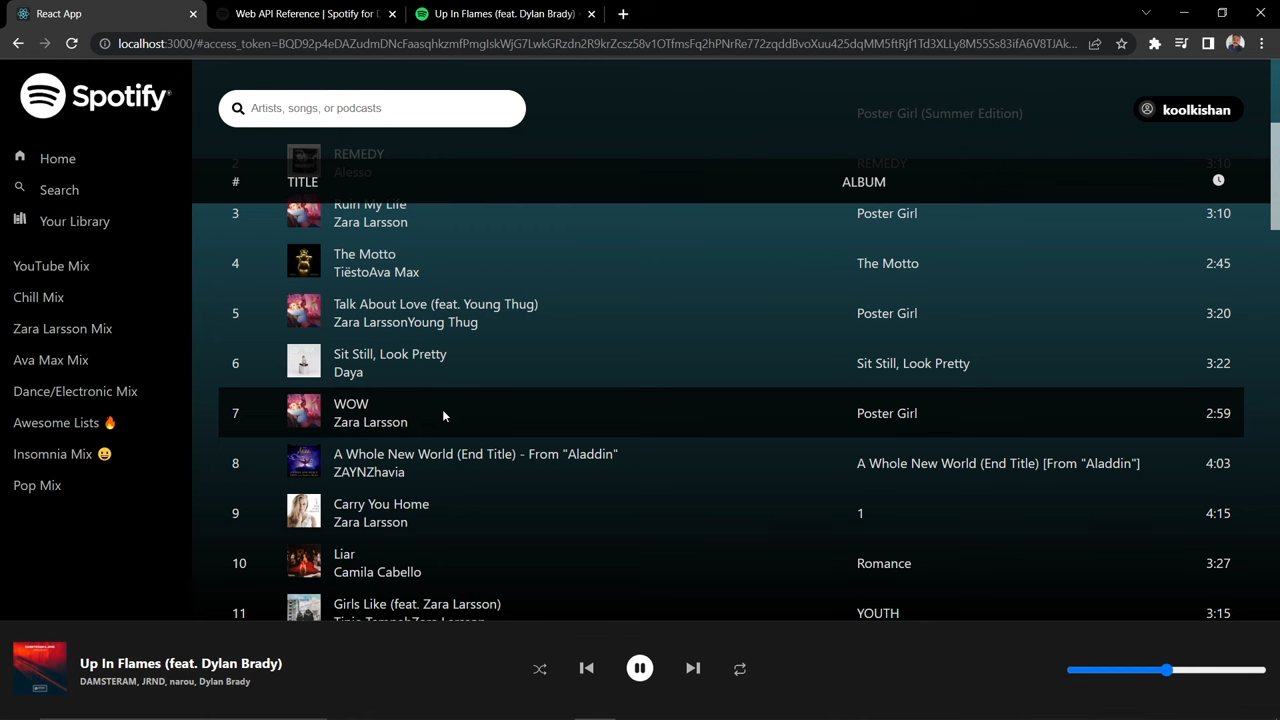 React App
Web API Reference | Spotify for D
Up In Flames (feat. Dylan Brady) ·
localhost:3000/#access_token=
Spotify
Artists, songs, or podcasts
koolkishan
Home
Search
Your Library
YouTube Mix
Chill Mix
Zara Larsson Mix
Ava Max Mix
Dance/Electronic Mix
Awesome Lists 🔥
Insomnia Mix 😀
Pop Mix
Poster Girl (Summer Edition)
2 REMEDY REMEDY 3:10
Alesso
# TITLE ALBUM
3 Ruin My Life Poster Girl 3:10
Zara Larsson
4 The Motto The Motto 2:45
TiëstoAva Max
5 Talk About Love (feat. Young Thug) Poster Girl 3:20
Zara LarssonYoung Thug
6 Sit Still, Look Pretty Sit Still, Look Pretty 3:22
Daya
7 WOW Poster Girl 2:59
Zara Larsson
8 A Whole New World (End Title) - From "Aladdin" A Whole New World (End Title) [From "Aladdin"] 4:03
ZAYNZhavia
9 Carry You Home 1 4:15
Zara Larsson
10 Liar Romance 3:27
Camila Cabello
11 Girls Like (feat. Zara Larsson) YOUTH 3:15
Tinie TempahZara Larsson
Up In Flames (feat. Dylan Brady)
DAMSTERAM, JRND, narou, Dylan Brady